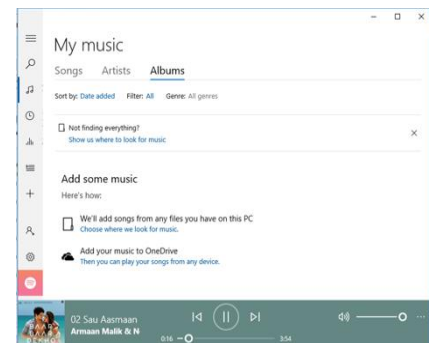 My music
Songs Artists Albums
Sort by: Date added Filter: All Genre: All genres
Not finding everything?
Show us where to look for music
Add some music
Here's how:
We'll add songs from any files you have on this PC
Choose where we look for music.
Add your music to OneDrive
Then you can play your songs from any device.
BAAR
BAAR
DEKHO
02 Sau Aasmaan
Armaan Malik & N
0:16 3:54